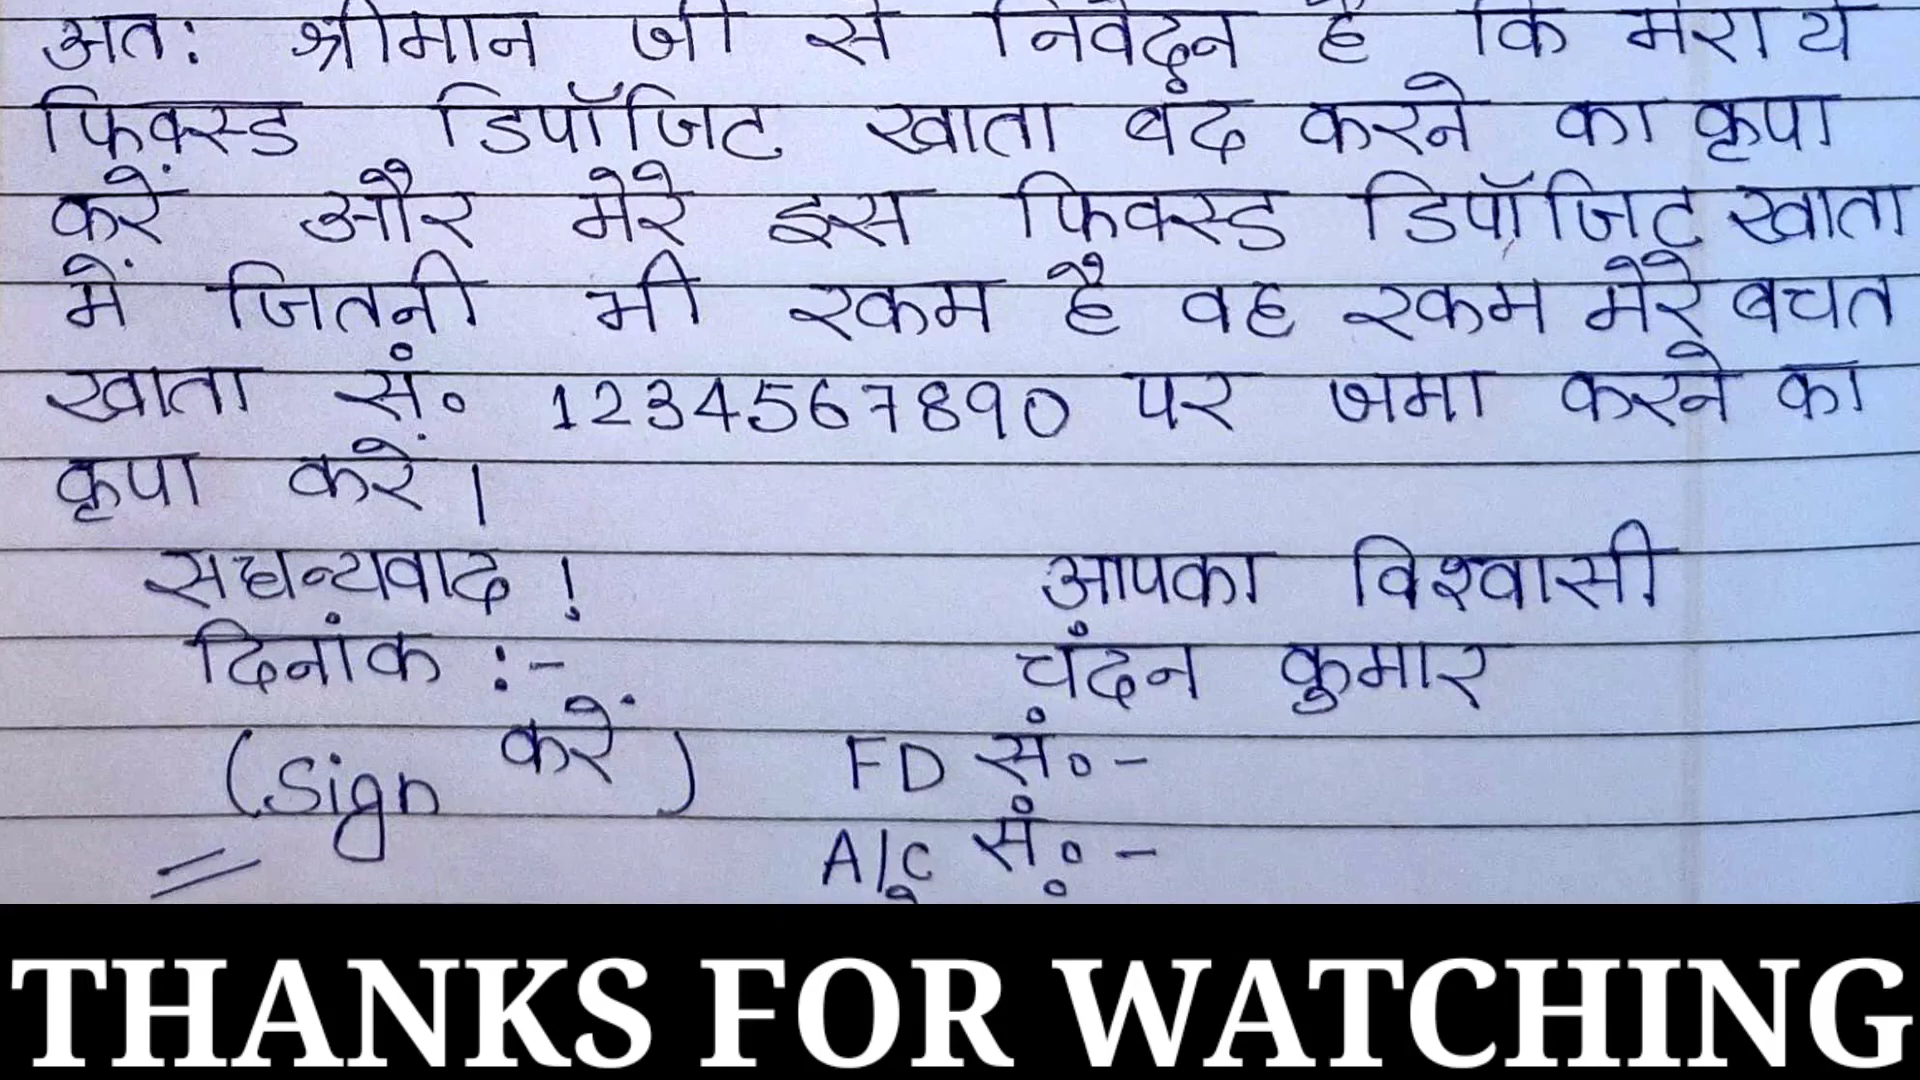 अत: श्रीमान जी से निवेदन है कि मेरा ये
फिक्स्ड डिपॉजिट खाता बंद करने का कृपा
करें और मेरे इस फिक्स्ड डिपॉजिट खाता
में जितनी भी रकम है वह रकम मेरे बचत
खाता सं० 1234567890 पर जमा करने का
कृपा करें।
सधन्यवाद ! आपका विश्वासी
दिनांक :- चंदन कुमार
(Sign करें) FD सं० -
A/C सं० -
THANKS FOR WATCHING